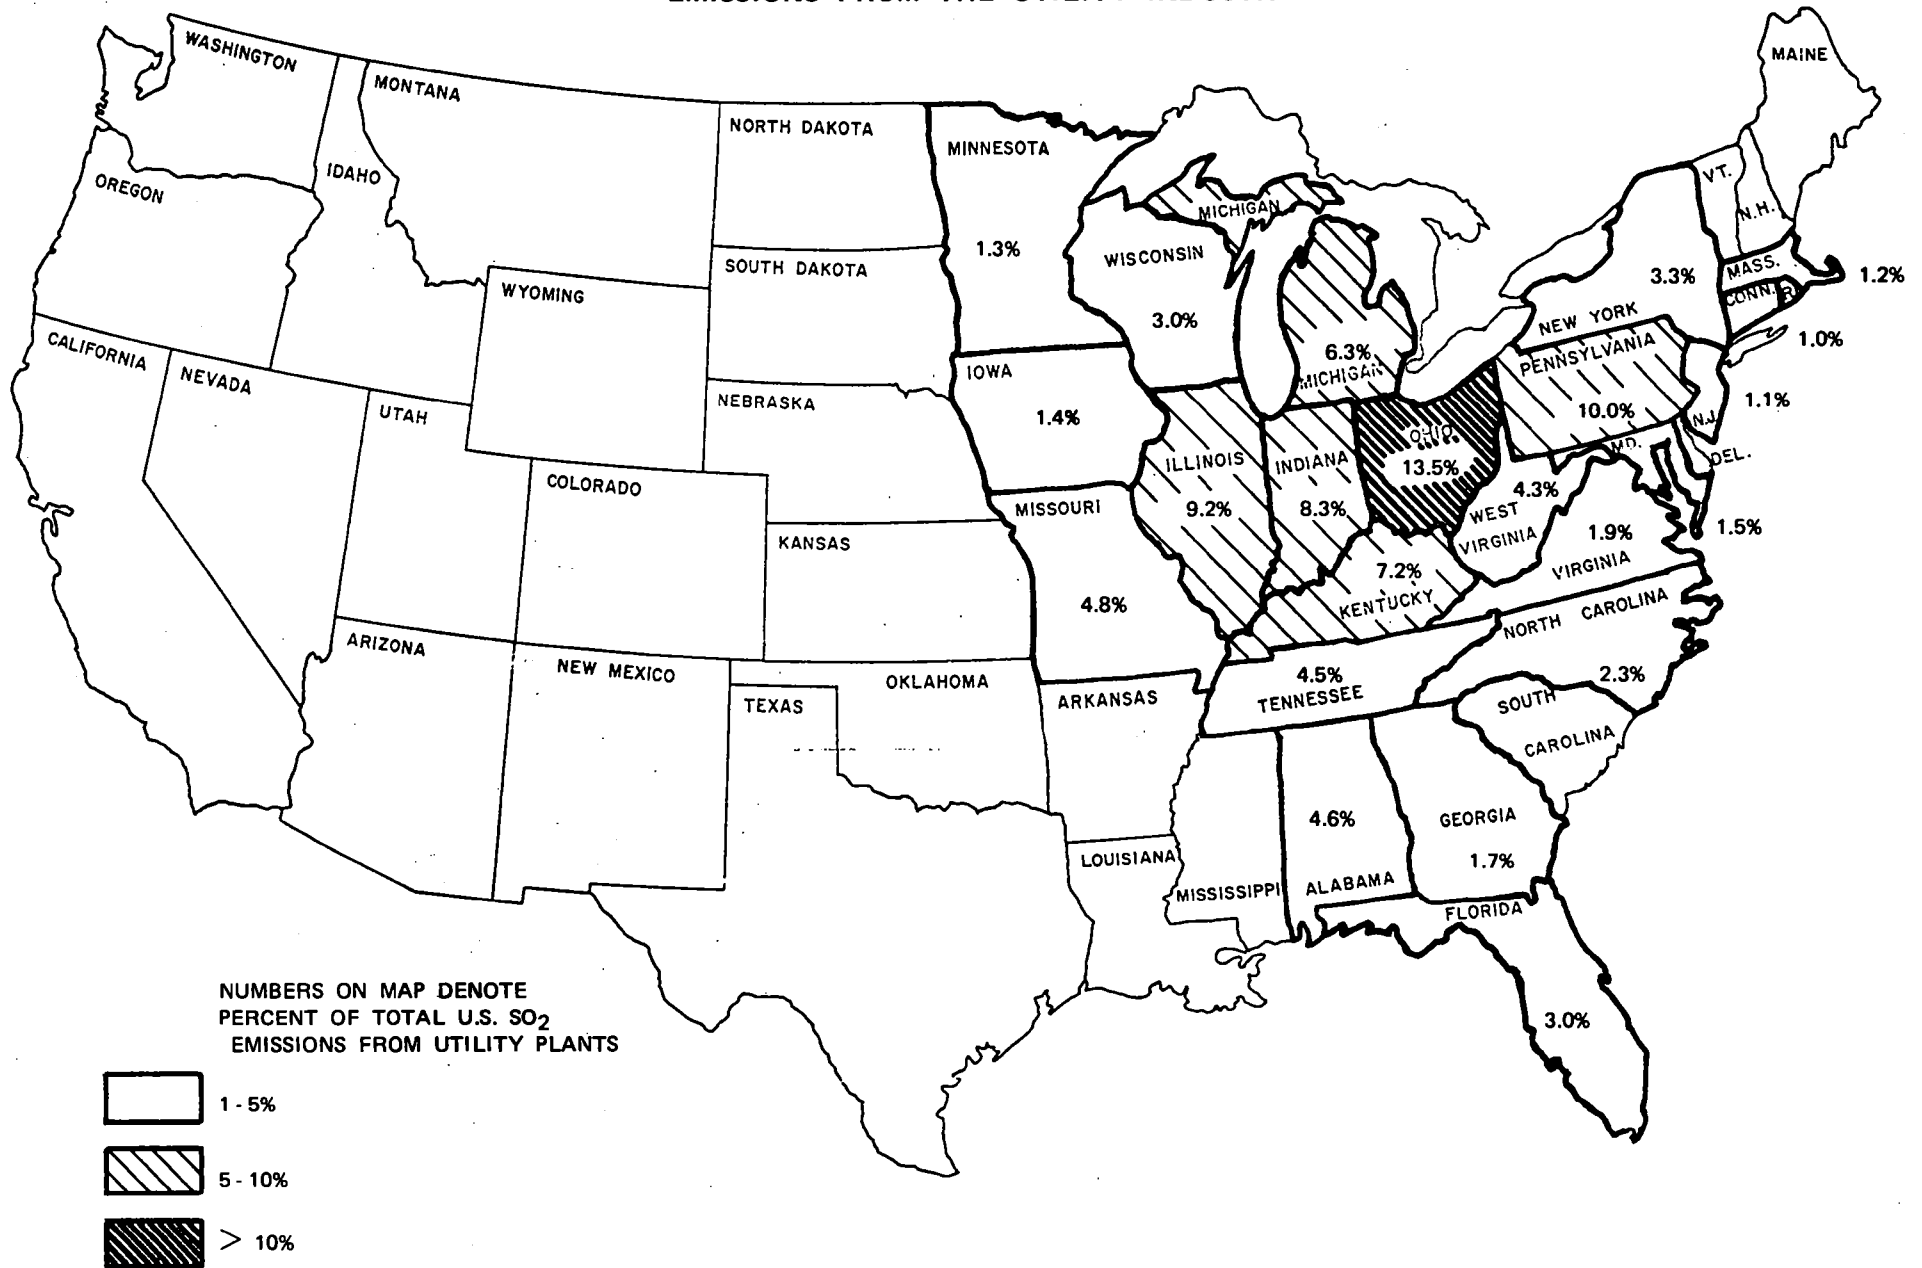 WASHINGTON
MONTANA
NORTH DAKOTA
MINNESOTA
MAINE
IDAHO
OREGON
VT.
N.H.
MICHIGAN
1.3%
WISCONSIN
SOUTH DAKOTA
WYOMING
MASS.
1.2%
3.3%
CONN.
R.
3.0%
NEW YORK
1.0%
CALIFORNIA
NEVADA
6.3%
MICHIGAN
PENNSYLVANIA
IOWA
UTAH
NEBRASKA
1.4%
10.0%
1.1%
N.J.
OHIO
13.5%
MD.
DEL.
ILLINOIS
INDIANA
COLORADO
4.3%
MISSOURI
9.2%
8.3%
WEST
VIRGINIA
1.9%
1.5%
KANSAS
VIRGINIA
7.2%
KENTUCKY
4.8%
NORTH CAROLINA
ARIZONA
NEW MEXICO
OKLAHOMA
4.5%
TENNESSEE
2.3%
ARKANSAS
TEXAS
SOUTH
CAROLINA
4.6%
GEORGIA
1.7%
LOUISIANA
MISSISSIPPI
ALABAMA
FLORIDA
3.0%
NUMBERS ON MAP DENOTE
PERCENT OF TOTAL U.S. SO2
EMISSIONS FROM UTILITY PLANTS
1 - 5%
5 - 10%
> 10%